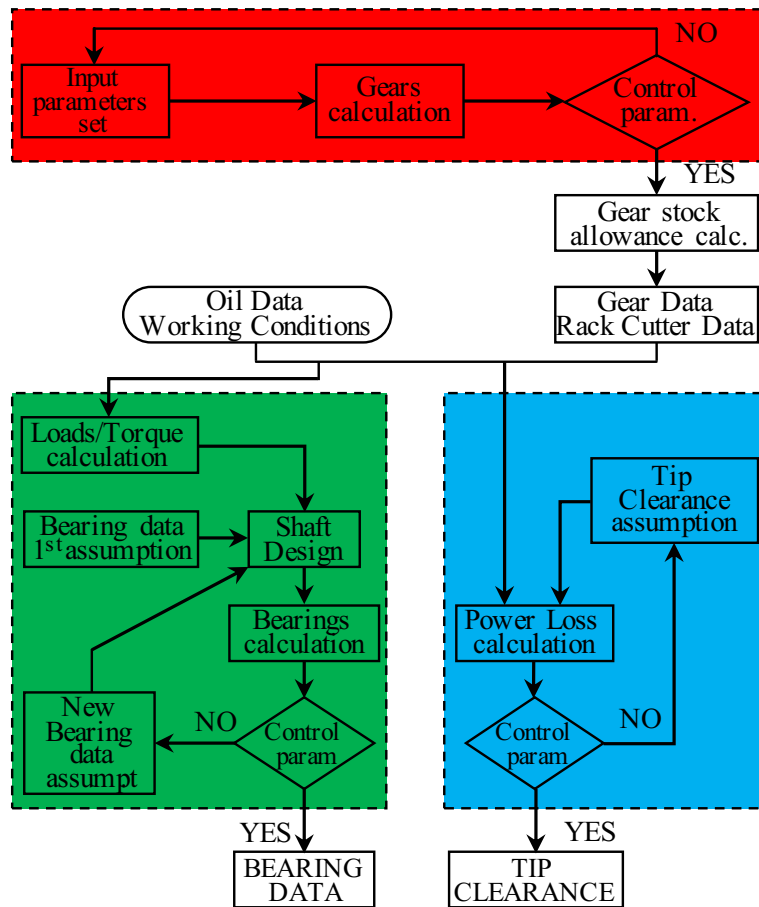 NO
Input
parameters
set
Gears
calculation
Control
param.
YES
Gear stock
allowance calc.
Oil Data
Working Conditions
Gear Data
Rack Cutter Data
Loads/Torque
calculation
Bearing data
1st assumption
Shaft
Design
Bearings
calculation
New
Bearing
data
assumpt
NO
Control
param
YES
BEARING
DATA
Tip
Clearance
assumption
Power Loss
calculation
Control
param
NO
YES
TIP
CLEARANCE